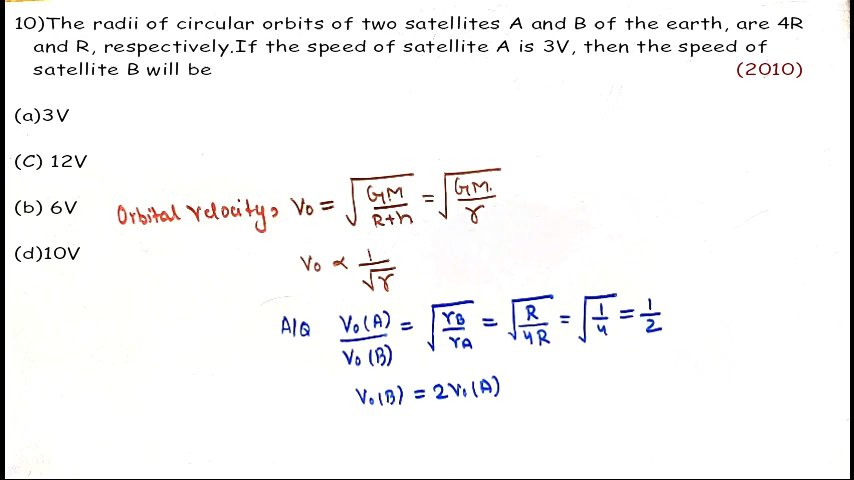 10)The radii of circular orbits of two satellites A and B of the earth, are 4R
and R, respectively.If the speed of satellite A is 3V, then the speed of
satellite B will be (2010)
(a)3V
(C) 12V
(b) 6V
(d)10V
Orbital velocity, V₀ = √(GM/R+h) = √(GM/r)
V₀ ∝ 1/√r
A/Q V₀(A)/V₀(B) = √(rB/rA) = √(R/4R) = √(1/4) = 1/2
V₀(B) = 2V₀(A)